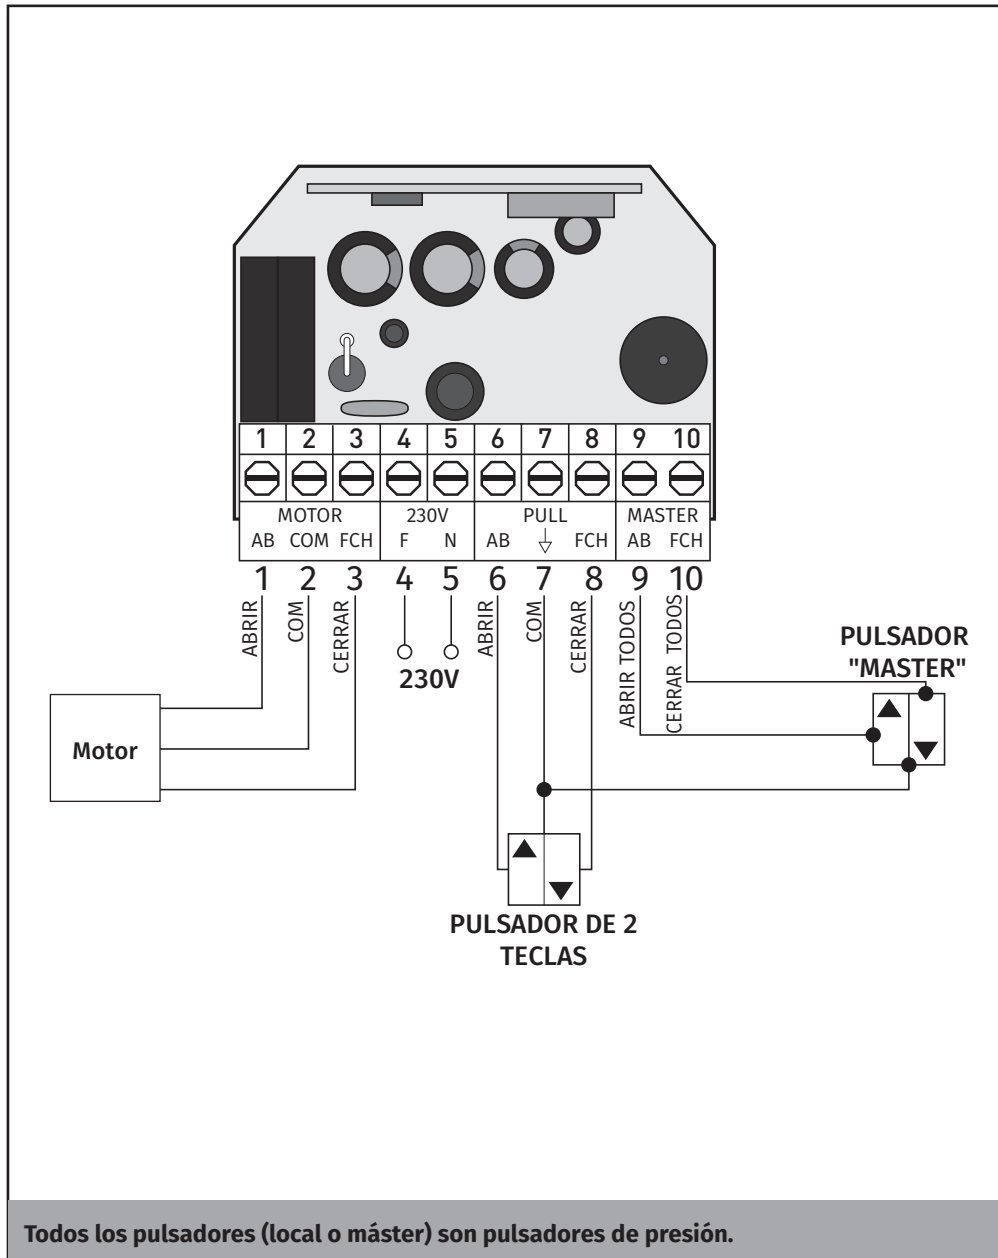 1 2 3 4 5 6 7 8 9 10
MOTOR 230V PULL MASTER
AB COM FCH F N AB FCH AB FCH
1 2 3 4 5 6 7 8 9 10
ABRIR
COM
CERRAR
230V
ABRIR
COM
CERRAR
ABRIR TODOS
CERRAR TODOS
PULSADOR
"MASTER"
Motor
PULSADOR DE 2
TECLAS
Todos los pulsadores (local o máster) son pulsadores de presión.